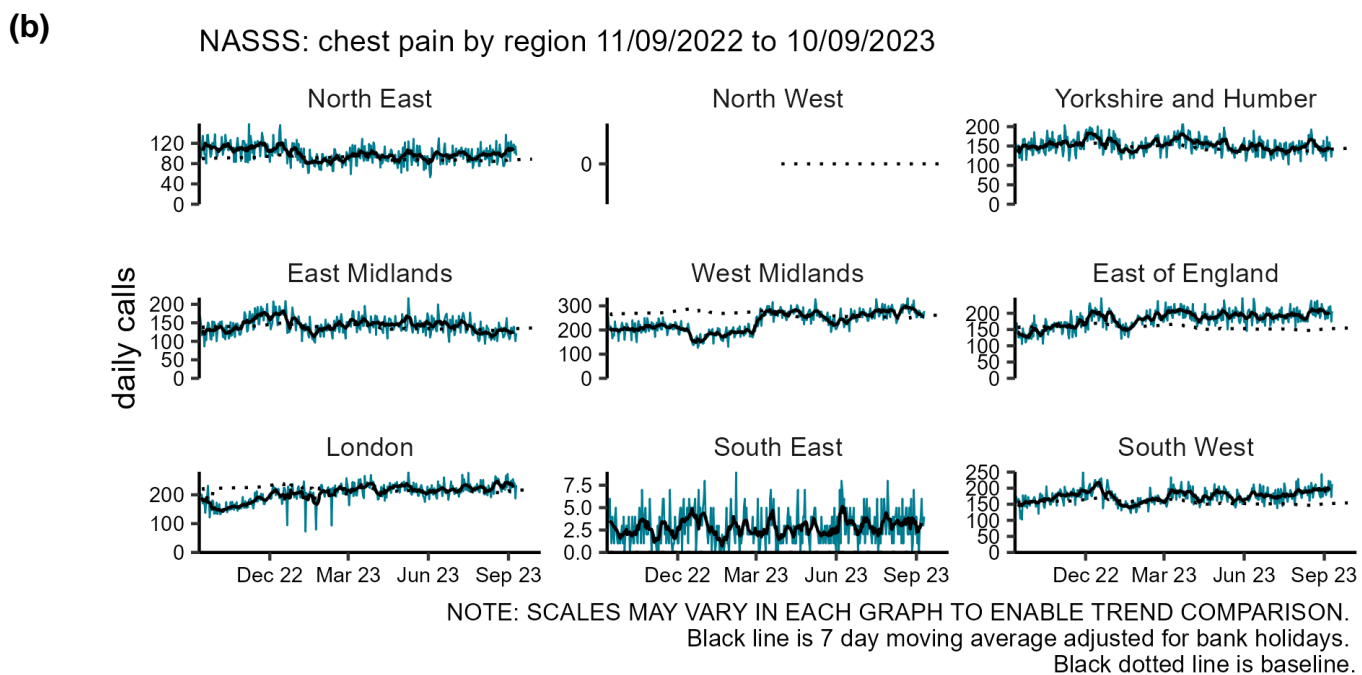 (b)
NASSS: chest pain by region 11/09/2022 to 10/09/2023
North East
North West
Yorkshire and Humber
120
80
40
0
0
200
150
100
50
0
daily calls
East Midlands
West Midlands
East of England
200
150
100
50
0
300
200
100
0
200
150
100
50
0
London
South East
South West
200
100
0
7.5
5.0
2.5
0.0
250
200
150
100
50
0
Dec 22 Mar 23 Jun 23 Sep 23
Dec 22 Mar 23 Jun 23 Sep 23
Dec 22 Mar 23 Jun 23 Sep 23
NOTE: SCALES MAY VARY IN EACH GRAPH TO ENABLE TREND COMPARISON.
Black line is 7 day moving average adjusted for bank holidays.
Black dotted line is baseline.